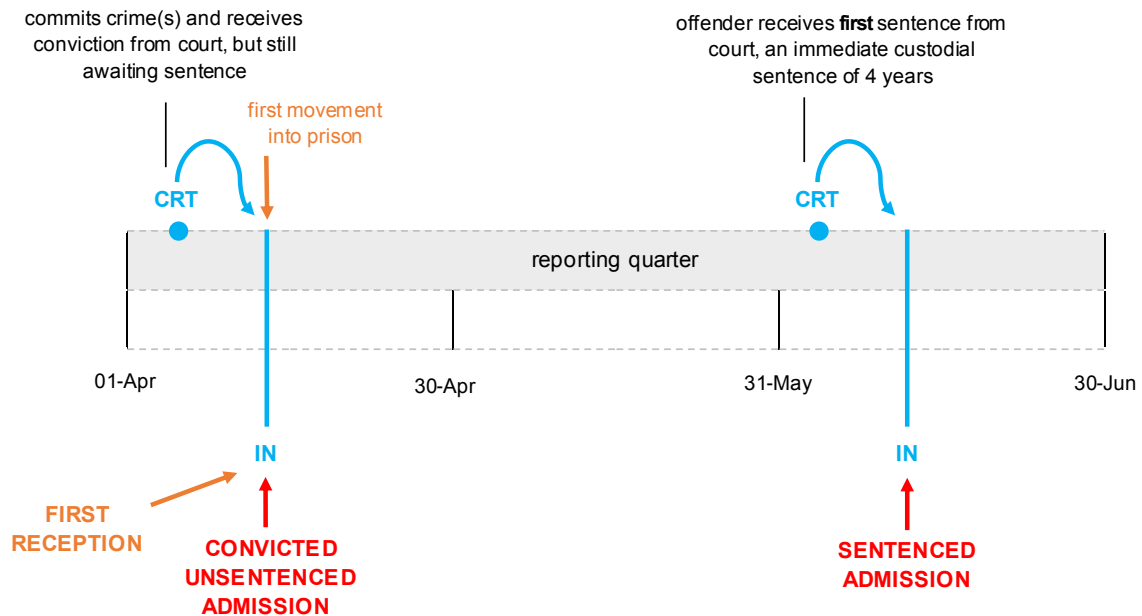 commits crime(s) and receives
conviction from court, but still
awaiting sentence
offender receives first sentence from
court, an immediate custodial
sentence of 4 years
first movement
into prison
CRT
CRT
reporting quarter
01-Apr
30-Apr
31-May
30-Jun
IN
IN
FIRST
RECEPTION
CONVICTED
UNSENTENCED
ADMISSION
SENTENCED
ADMISSION